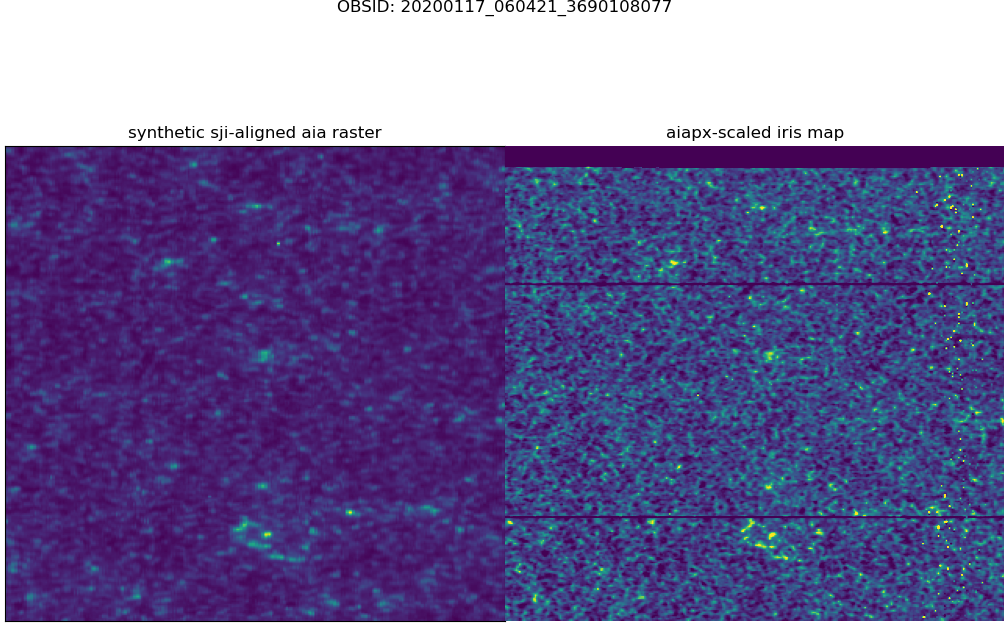 OBSID: 20200117_060421_3690108077
synthetic sji-aligned aia raster
aiapx-scaled iris map